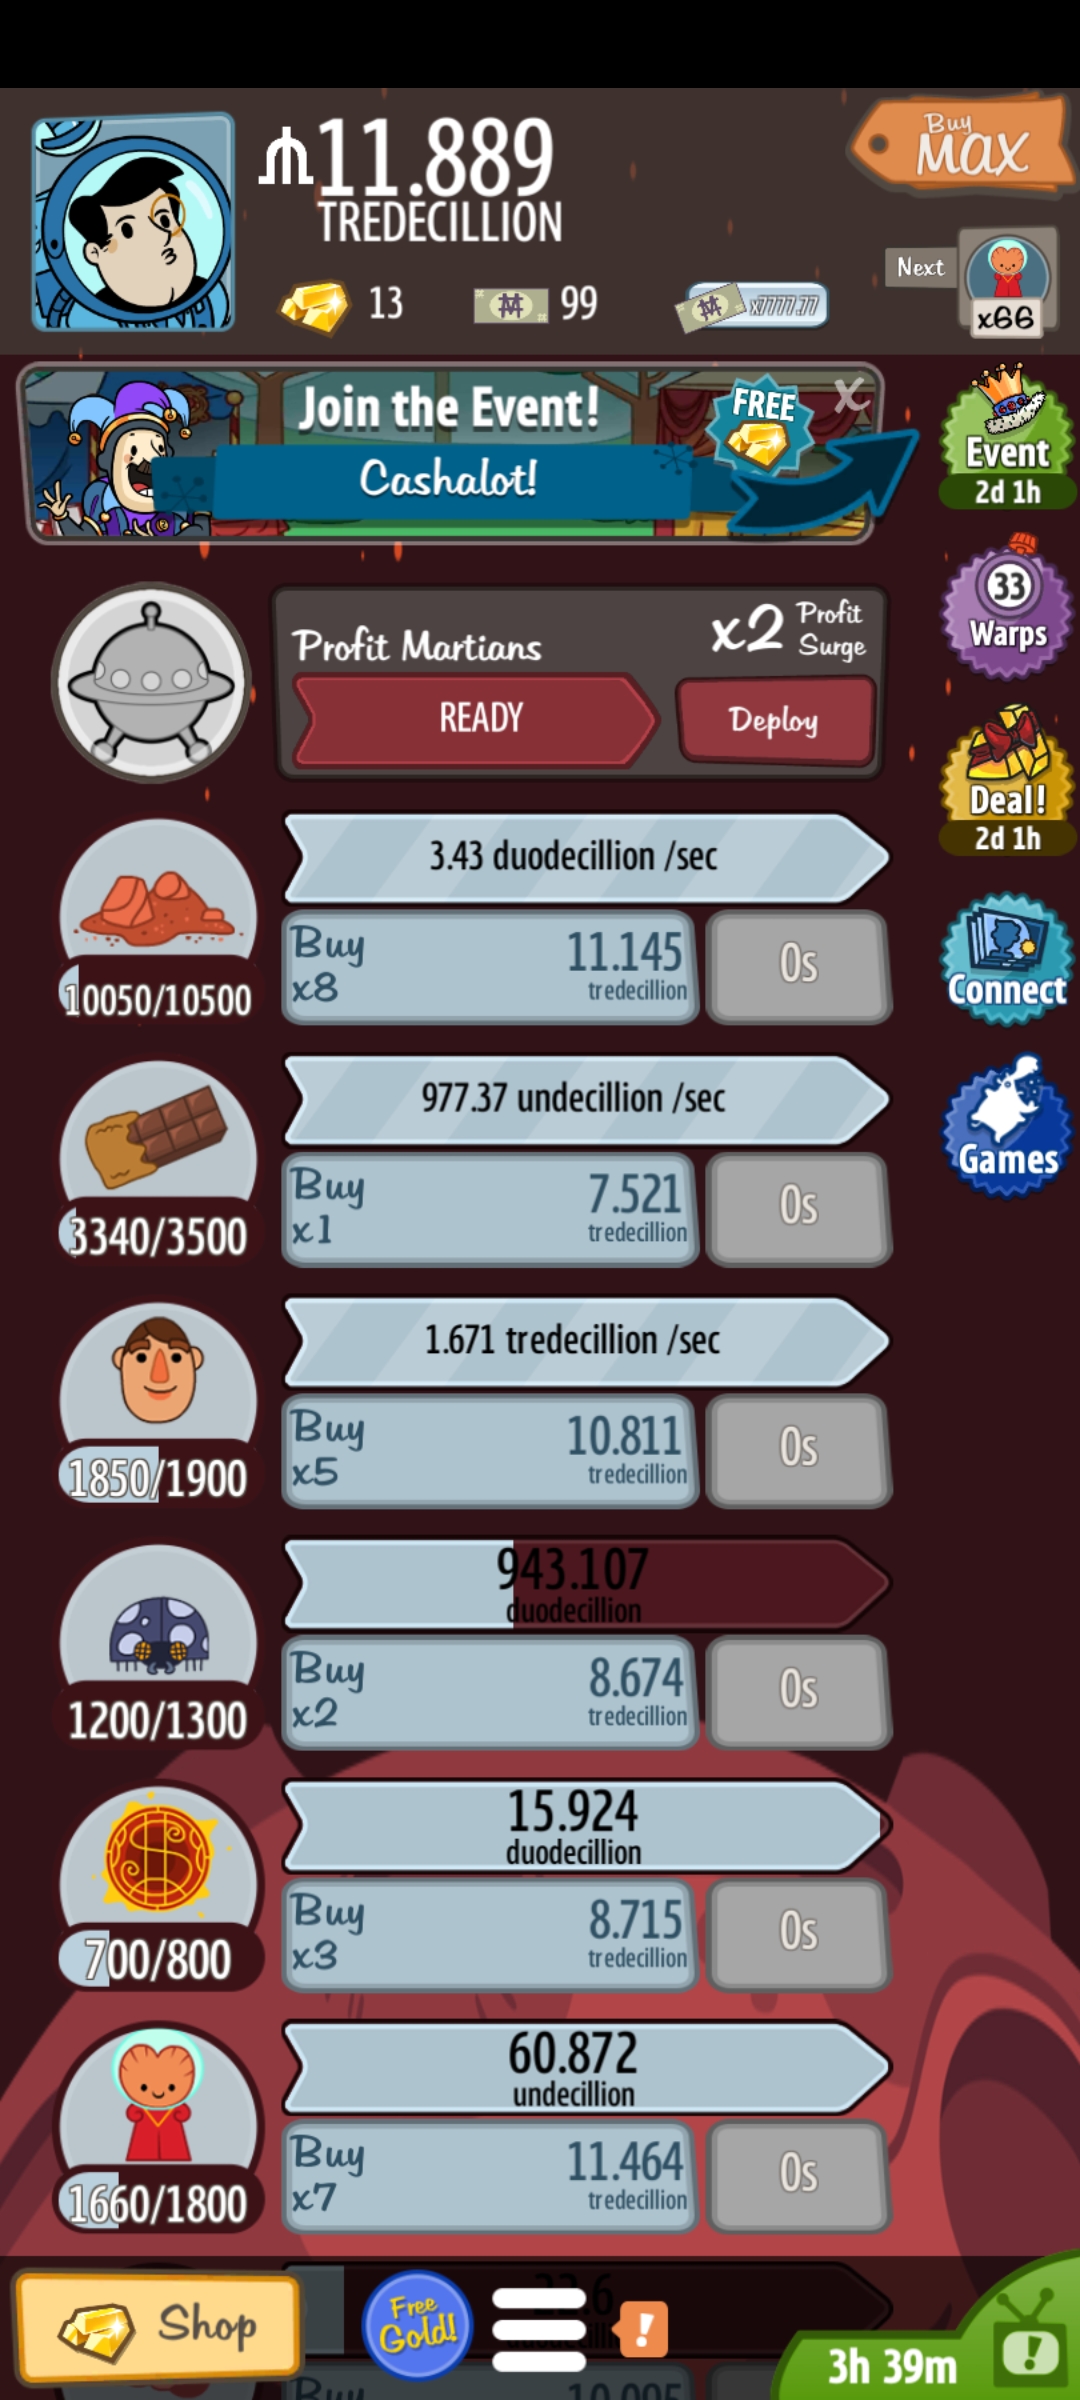 ₼11.889
TREDECILLION
Buy
MAX
13
99
x7777.77
Next
x66
Join the Event!
FREE
X
Cashalot!
Event
2d 1h
33
Warps
Profit Martians
x2 Profit
Surge
READY
Deploy
Deal!
2d 1h
3.43 duodecillion /sec
Buy
x8
11.145
tredecillion
0s
10050/10500
Connect
977.37 undecillion /sec
Buy
x1
7.521
tredecillion
0s
3340/3500
Games
1.671 tredecillion /sec
Buy
x5
10.811
tredecillion
0s
1850/1900
943.107
duodecillion
Buy
x2
8.674
tredecillion
0s
1200/1300
15.924
duodecillion
Buy
x3
8.715
tredecillion
0s
700/800
60.872
undecillion
Buy
x7
11.464
tredecillion
0s
1660/1800
Shop
Free
Gold!
!
3h 39m
!
Buy